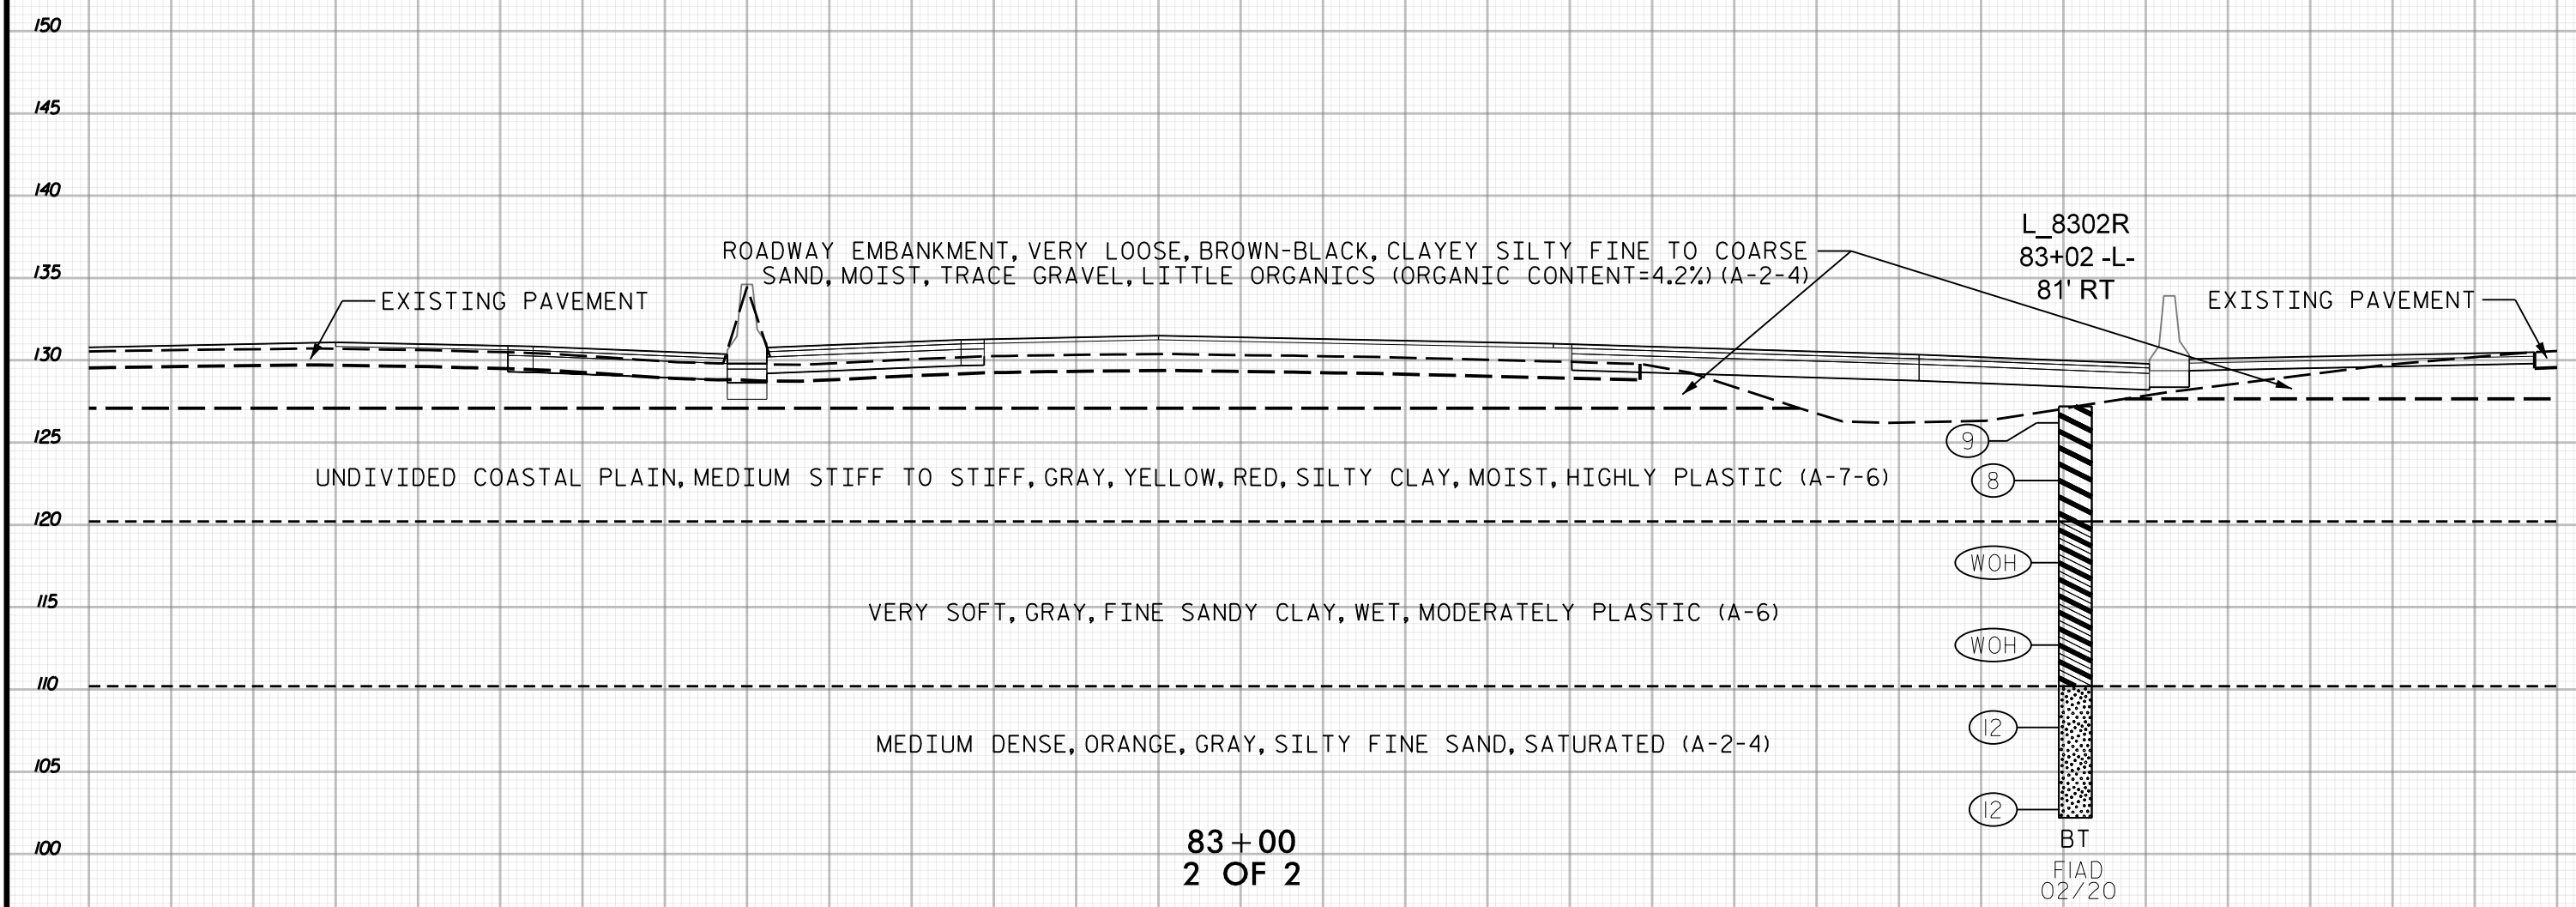 150
145
140
L_8302R
83+02 -L-
81' RT
ROADWAY EMBANKMENT, VERY LOOSE, BROWN-BLACK, CLAYEY SILTY FINE TO COARSE
SAND, MOIST, TRACE GRAVEL, LITTLE ORGANICS (ORGANIC CONTENT=4.2%) (A-2-4)
135
EXISTING PAVEMENT
EXISTING PAVEMENT
130
125
9
UNDIVIDED COASTAL PLAIN, MEDIUM STIFF TO STIFF, GRAY, YELLOW, RED, SILTY CLAY, MOIST, HIGHLY PLASTIC (A-7-6)
8
120
WOH
115
VERY SOFT, GRAY, FINE SANDY CLAY, WET, MODERATELY PLASTIC (A-6)
WOH
110
12
MEDIUM DENSE, ORANGE, GRAY, SILTY FINE SAND, SATURATED (A-2-4)
105
12
100
83+00
2 OF 2
BT
FIAD
02/20